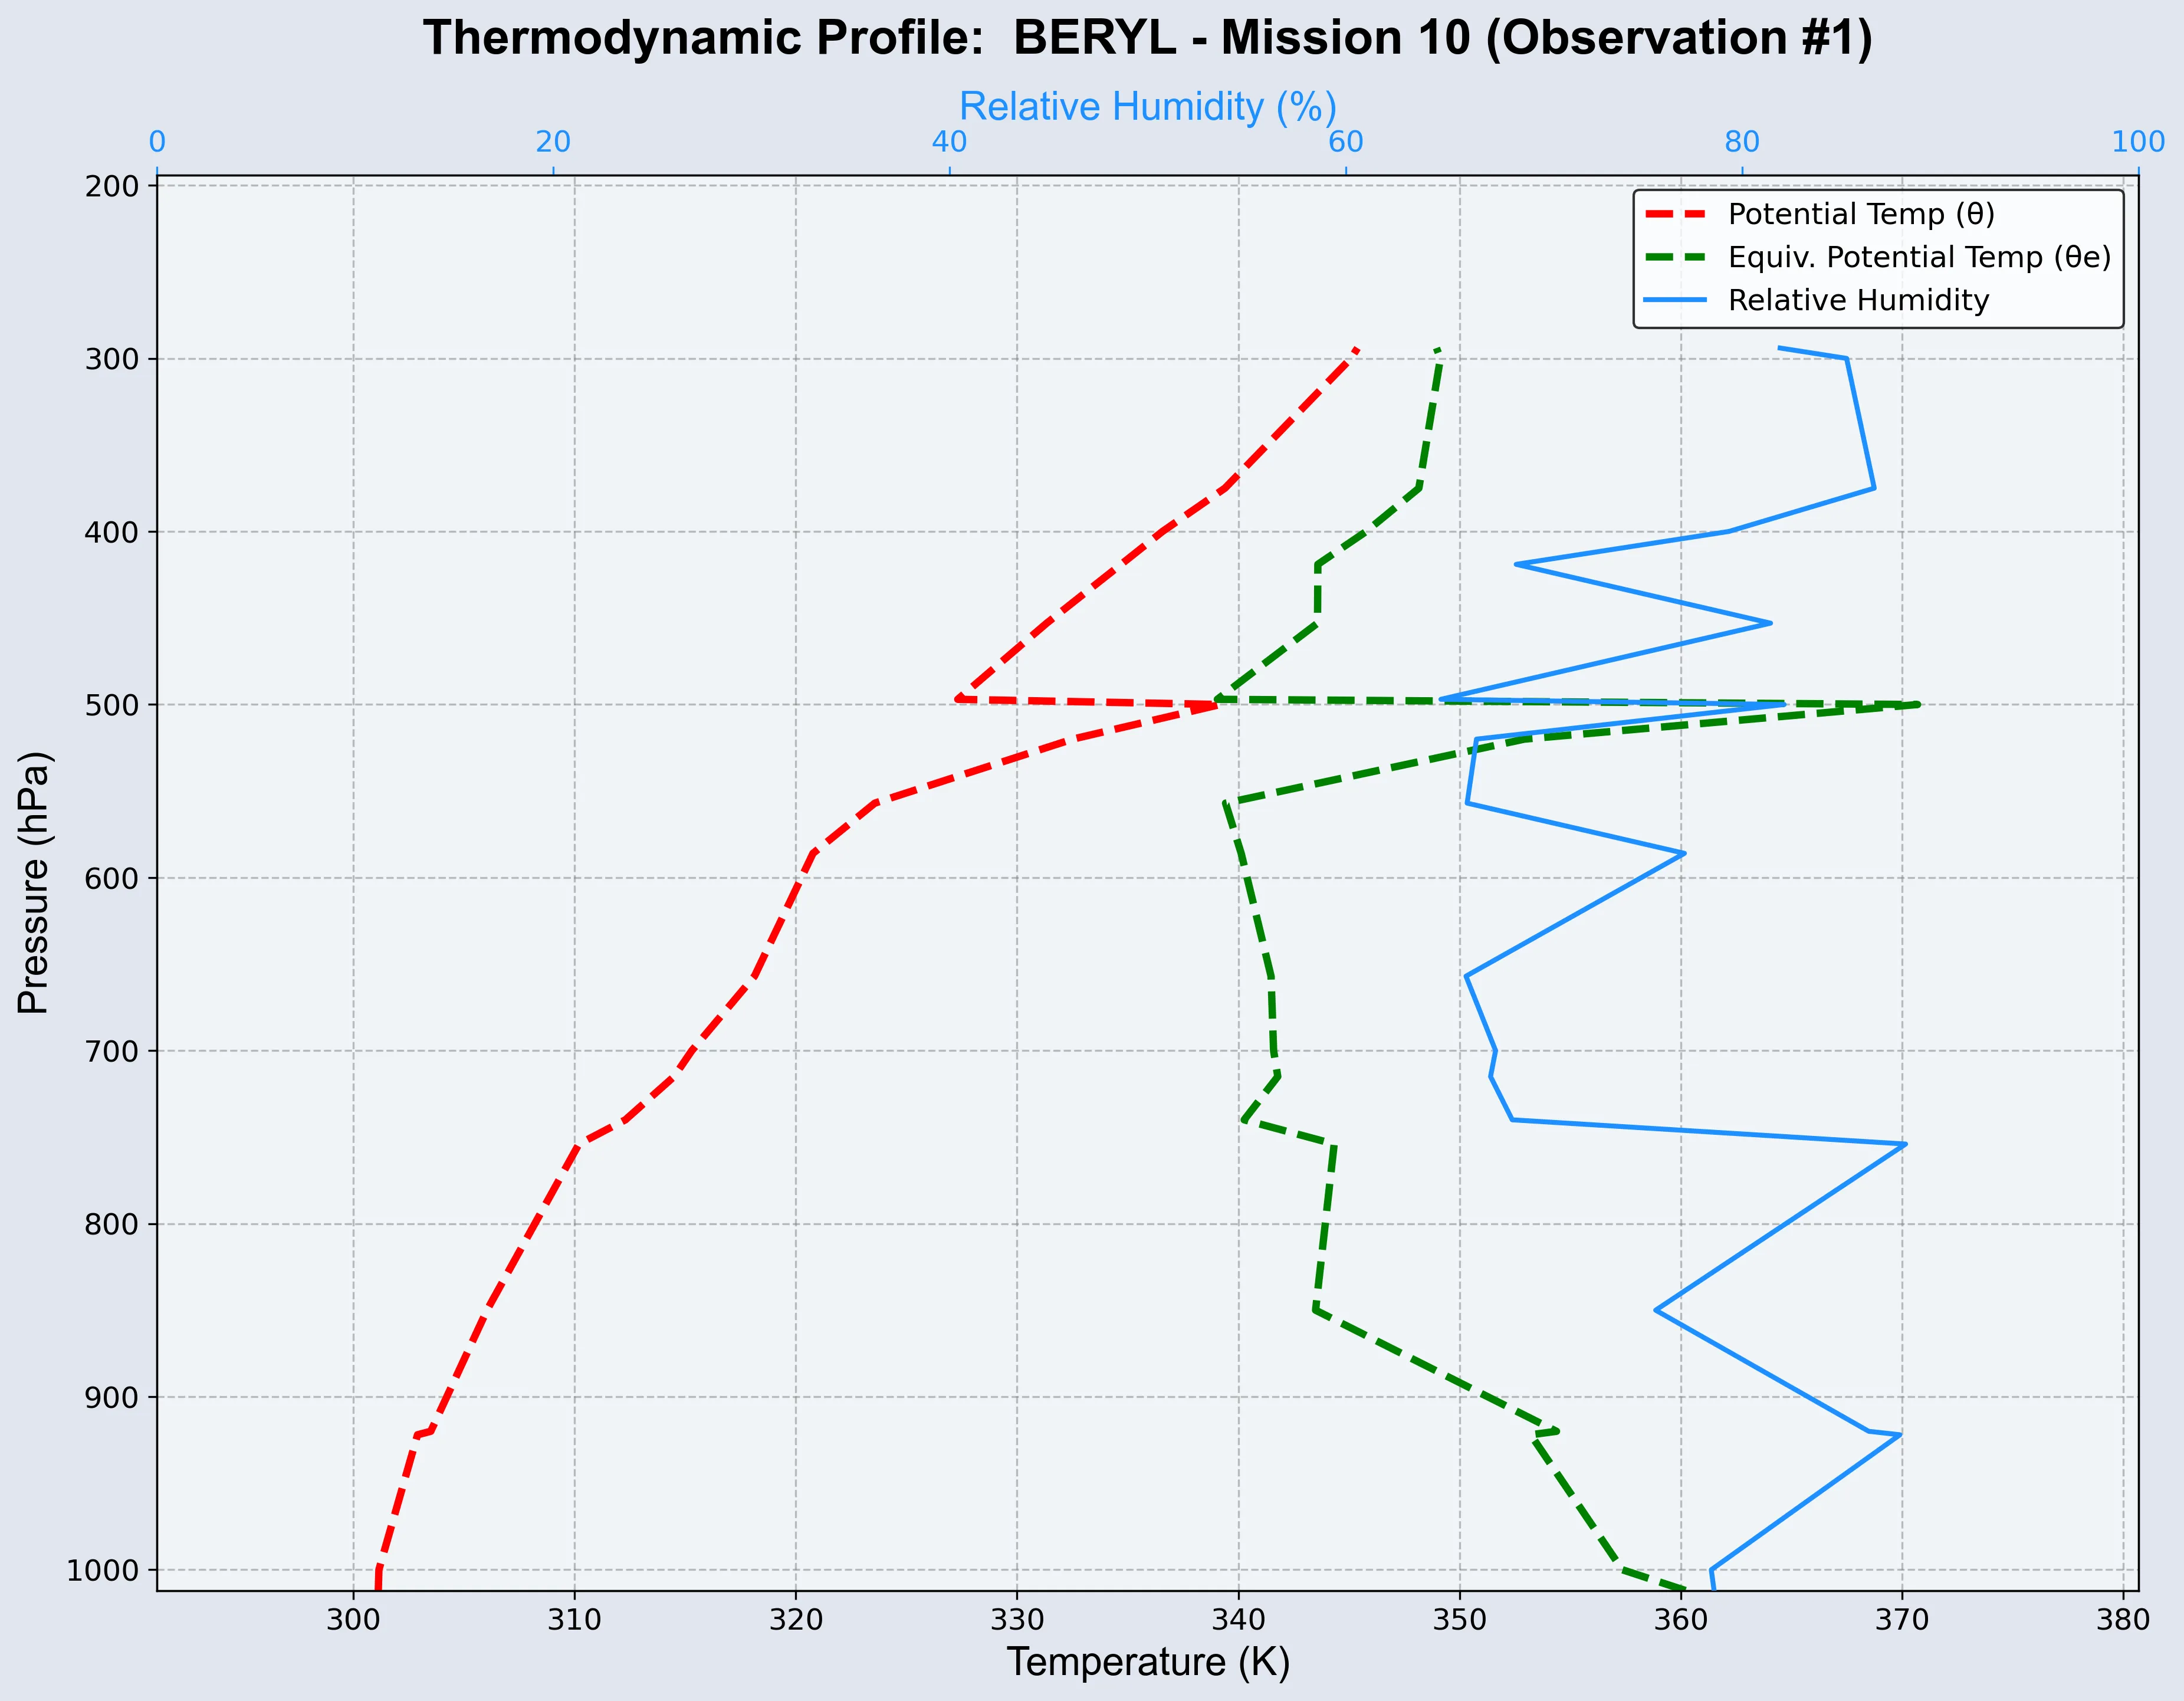 Thermodynamic Profile:  BERYL - Mission 10 (Observation #1)
Relative Humidity (%)
0 20 40 60 80 100
Potential Temp (θ)
Equiv. Potential Temp (θe)
Relative Humidity
Pressure (hPa)
200
300
400
500
600
700
800
900
1000
300 310 320 330 340 350 360 370 380
Temperature (K)